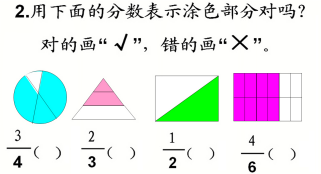 2.用下面的分数表示涂色部分对吗？
对的画“√”，错的画“×”。
3/4（ ） 2/3（ ） 1/2（ ） 4/6（ ）